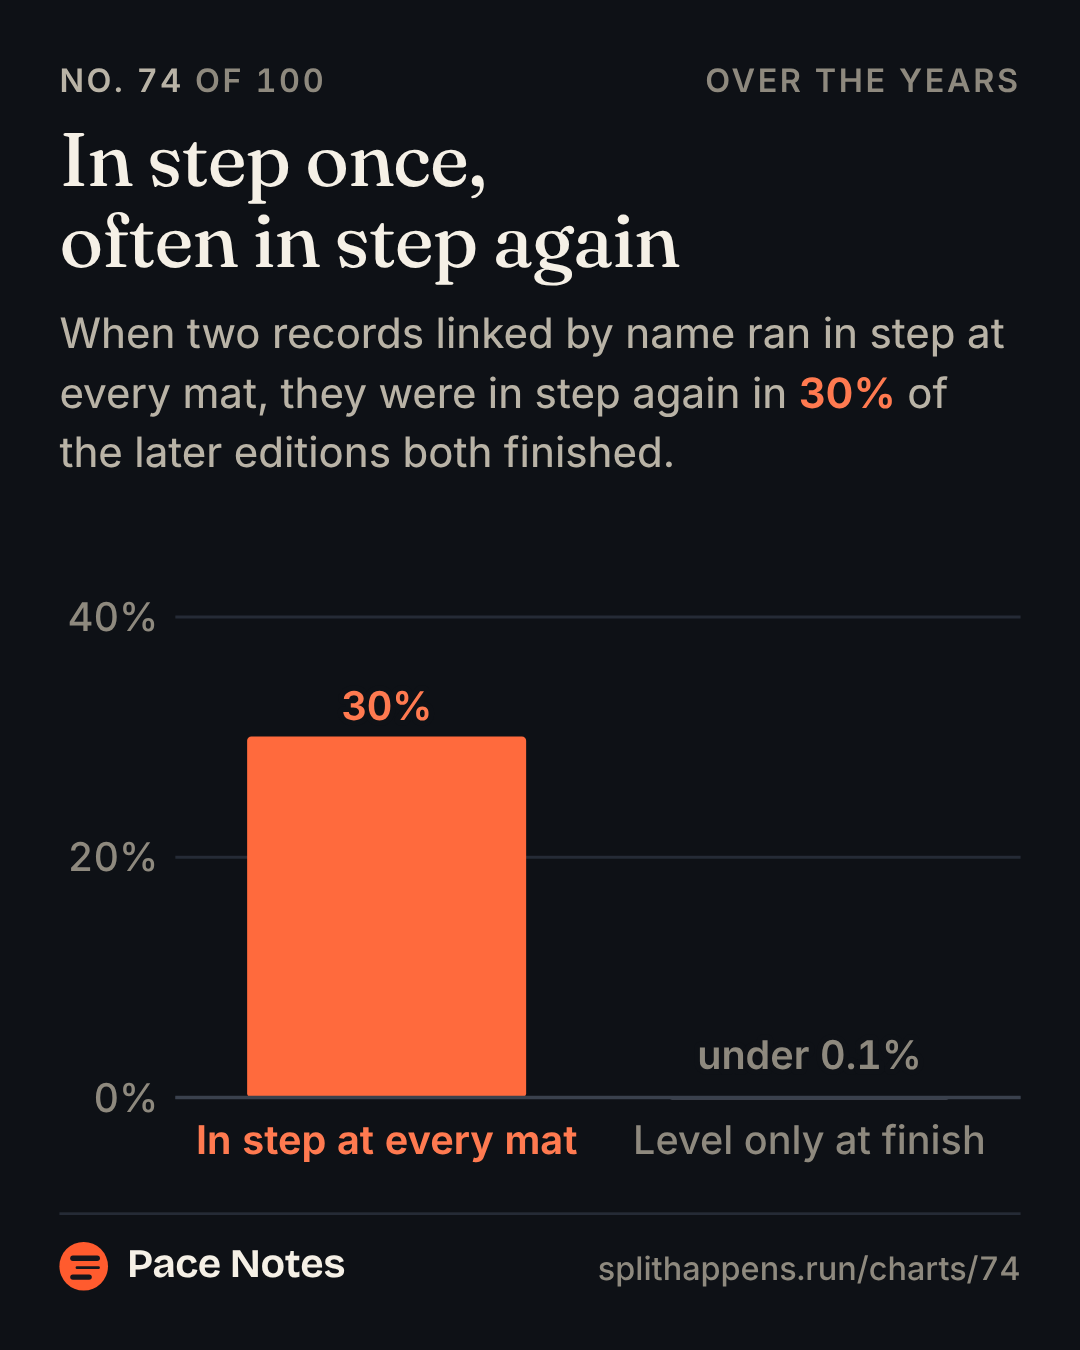 NO. 74 OF 100
OVER THE YEARS
In step once,
often in step again
When two records linked by name ran in step at
every mat, they were in step again in 30% of
the later editions both finished.
40%
30%
20%
under 0.1%
0%
In step at every mat
Level only at finish
Pace Notes
splithappens.run/charts/74